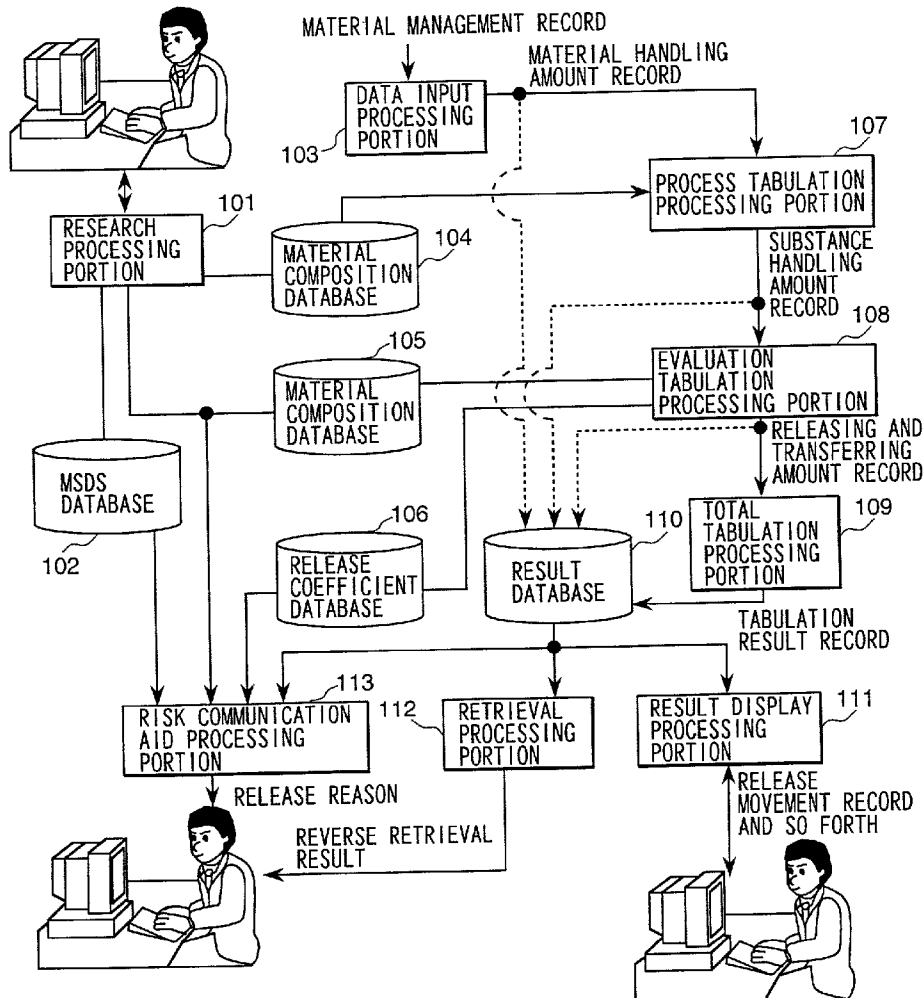 MATERIAL MANAGEMENT RECORD
MATERIAL HANDLING
AMOUNT RECORD
DATA INPUT
PROCESSING
PORTION
103
107
PROCESS TABULATION
PROCESSING PORTION
101
RESEARCH
PROCESSING
PORTION
MATERIAL
COMPOSITION
DATABASE
104
SUBSTANCE
HANDLING
AMOUNT
RECORD
108
105
MATERIAL
COMPOSITION
DATABASE
EVALUATION
TABULATION
PROCESSING PORTION
RELEASING AND
TRANSFERRING
AMOUNT RECORD
MSDS
DATABASE
102
106
RELEASE
COEFFICIENT
DATABASE
110
RESULT
DATABASE
TOTAL
TABULATION
PROCESSING
PORTION
109
TABULATION
RESULT RECORD
113
RISK COMMUNICATION
AID PROCESSING
PORTION
112
RETRIEVAL
PROCESSING
PORTION
RESULT DISPLAY
PROCESSING
PORTION
111
RELEASE REASON
REVERSE RETRIEVAL
RESULT
RELEASE
MOVEMENT RECORD
AND SO FORTH